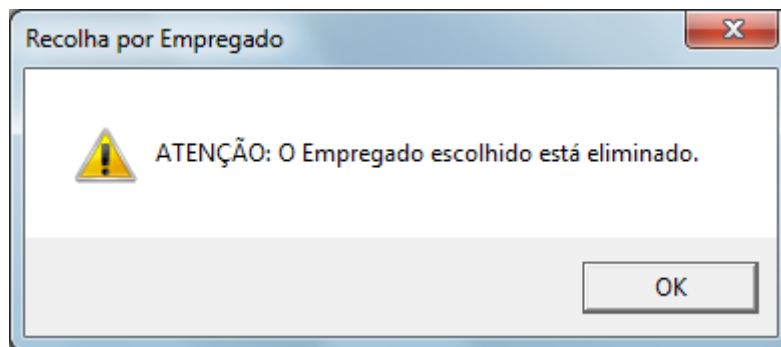 Recolha por Empregado
ATENÇÃO: O Empregado escolhido está eliminado.
OK